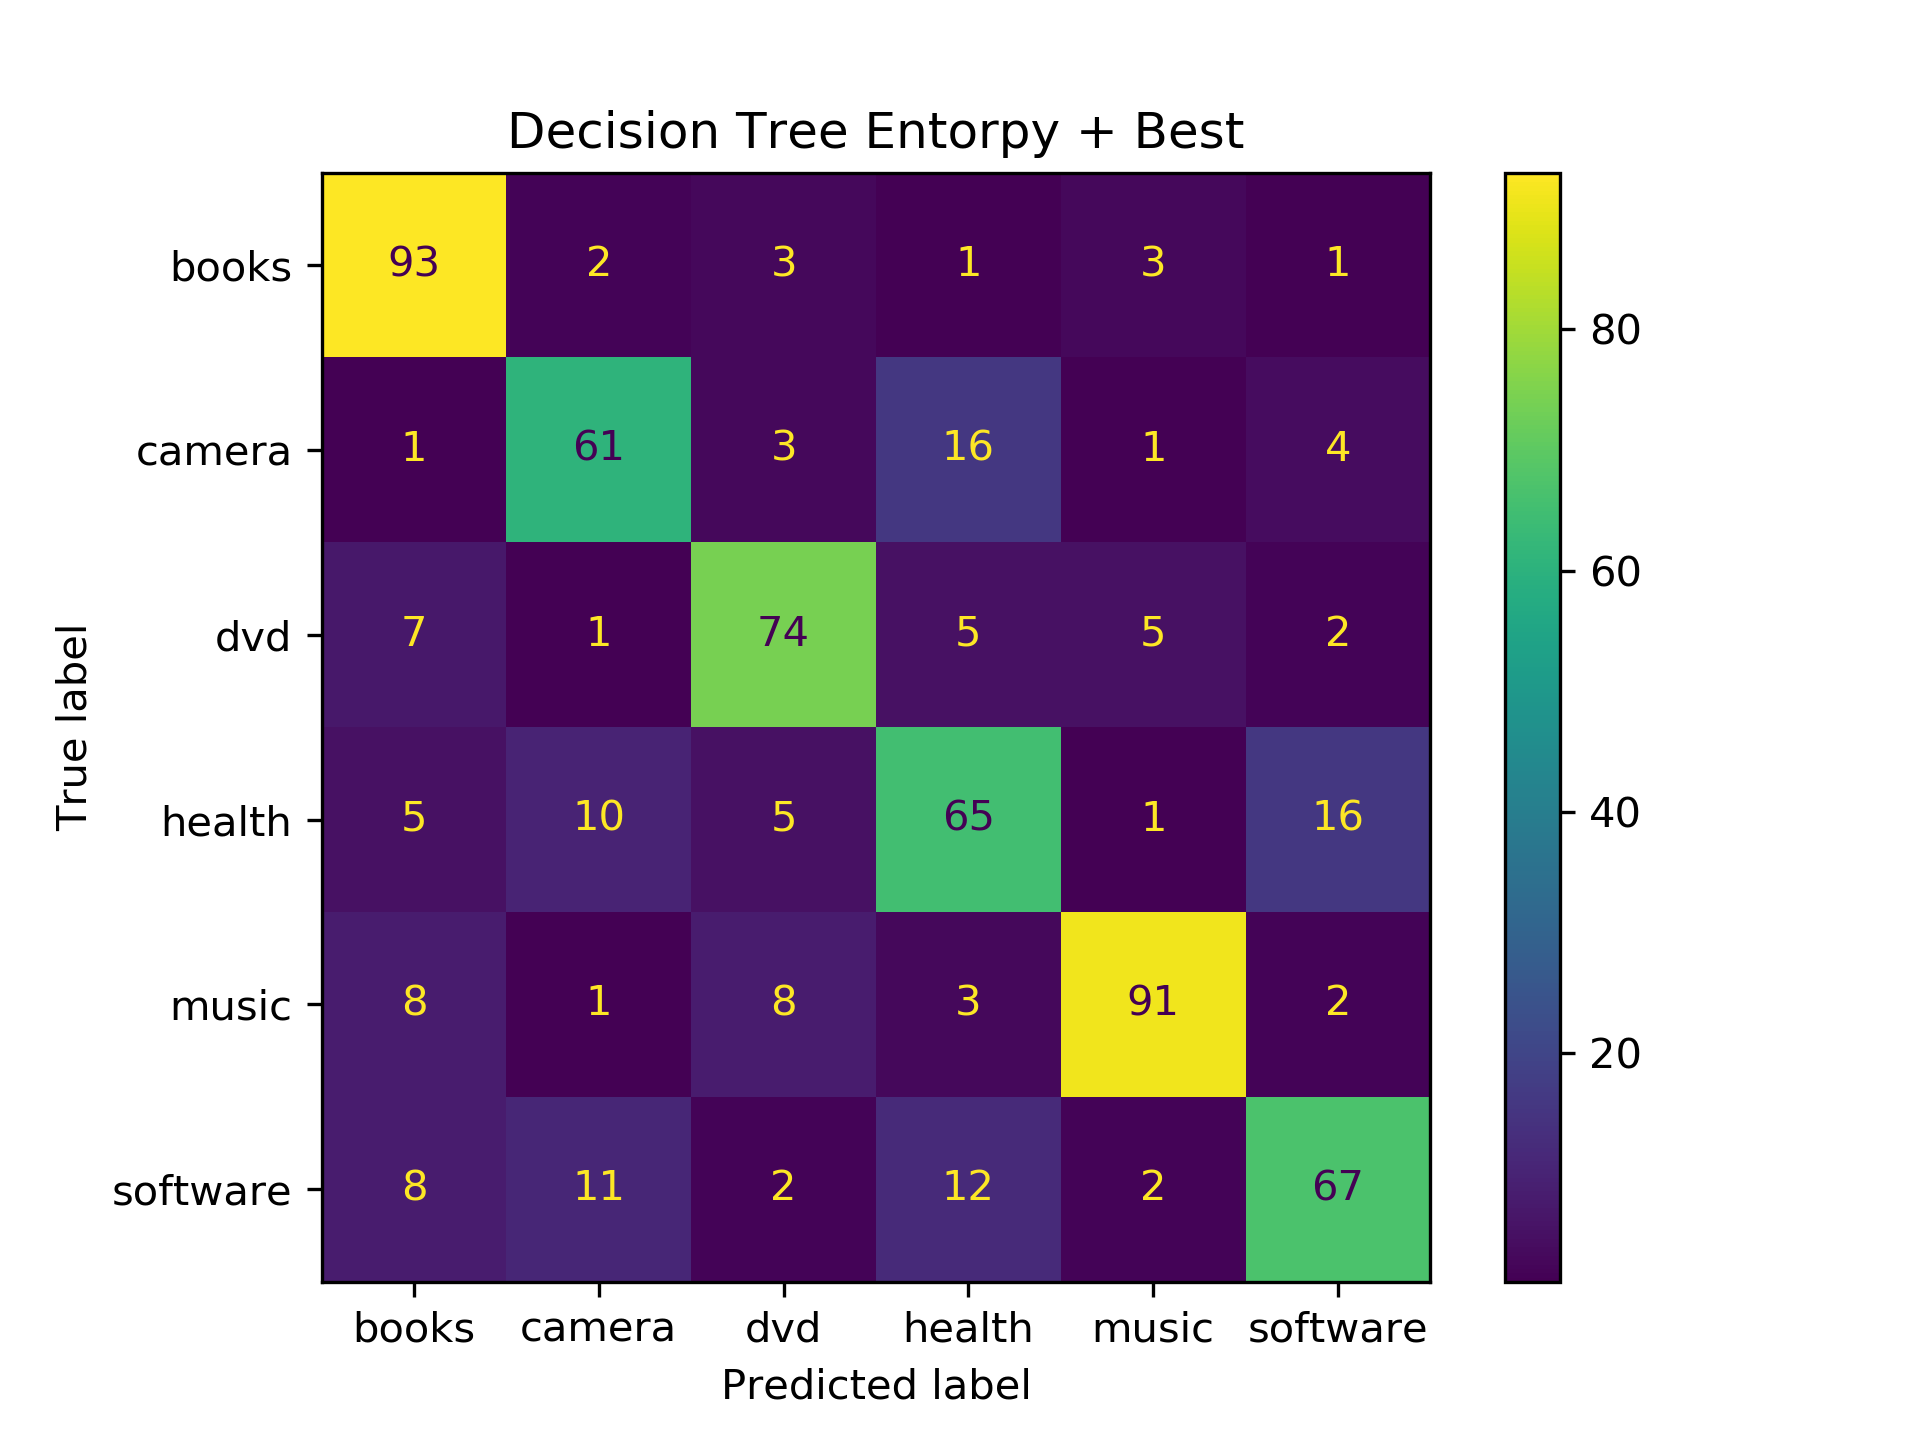 Decision Tree Entorpy + Best
books 93 2 3 1 3 1
camera 1 61 3 16 1 4
dvd 7 1 74 5 5 2
health 5 10 5 65 1 16
music 8 1 8 3 91 2
software 8 11 2 12 2 67
books camera dvd health music software
Predicted label
True label
80
60
40
20